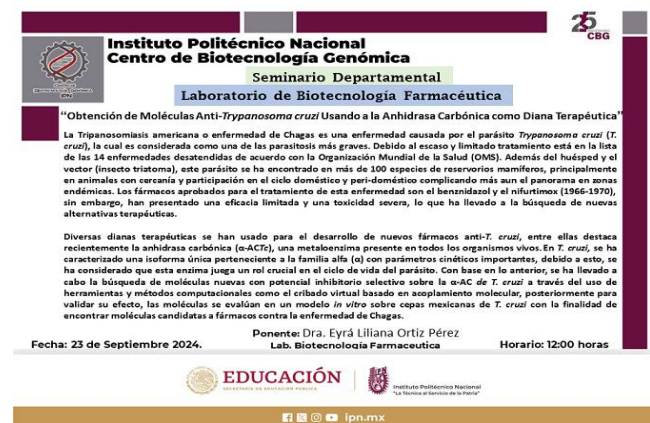 25
CBG
Instituto Politécnico Nacional
Centro de Biotecnología Genómica
IPN
Seminario Departamental
Laboratorio de Biotecnología Farmacéutica
“Obtención de Moléculas Anti-Trypanosoma cruzi Usando a la Anhidrasa Carbónica como Diana Terapéutica”
La Tripanosomiasis americana o enfermedad de Chagas es una enfermedad causada por el parásito Trypanosoma cruzi (T.
cruzi), la cual es considerada como una de las parasitosis más graves. Debido al escaso y limitado tratamiento está en la lista
de las 14 enfermedades desatendidas de acuerdo con la Organización Mundial de la Salud (OMS). Además del huésped y el
vector (insecto triatoma), este parásito se ha encontrado en más de 100 especies de reservorios mamíferos, principalmente
en animales con cercanía y participación en el ciclo doméstico y peri-doméstico complicando más aun el panorama en zonas
endémicas. Los fármacos aprobados para el tratamiento de esta enfermedad son el benznidazol y el nifurtimox (1966-1970),
sin embargo, han presentado una eficacia limitada y una toxicidad severa, lo que ha llevado a la búsqueda de nuevas
alternativas terapéuticas.
Diversas dianas terapéuticas se han usado para el desarrollo de nuevos fármacos anti-T. cruzi, entre ellas destaca
recientemente la anhidrasa carbónica (α-ACTc), una metaloenzima presente en todos los organismos vivos. En T. cruzi, se ha
caracterizado una isoforma única perteneciente a la familia alfa (α) con parámetros cinéticos importantes, debido a esto, se
ha considerado que esta enzima juega un rol crucial en el ciclo de vida del parásito. Con base en lo anterior, se ha llevado a
cabo la búsqueda de moléculas nuevas con potencial inhibitorio selectivo sobre la α-AC de T. cruzi a través del uso de
herramientas y métodos computacionales como el cribado virtual basado en acoplamiento molecular, posteriormente para
validar su efecto, las moléculas se evalúan en un modelo in vitro sobre cepas mexicanas de T. cruzi con la finalidad de
encontrar moléculas candidatas a fármacos contra la enfermedad de Chagas.
Ponente: Dra. Eyrá Liliana Ortiz Pérez
Fecha: 23 de Septiembre 2024. Lab. Biotecnología Farmaceutica Horario: 12:00 horas
EDUCACIÓN
SECRETARÍA DE EDUCACIÓN PÚBLICA
Instituto Politécnico Nacional
"La Técnica al Servicio de la Patria"
ipn.mx